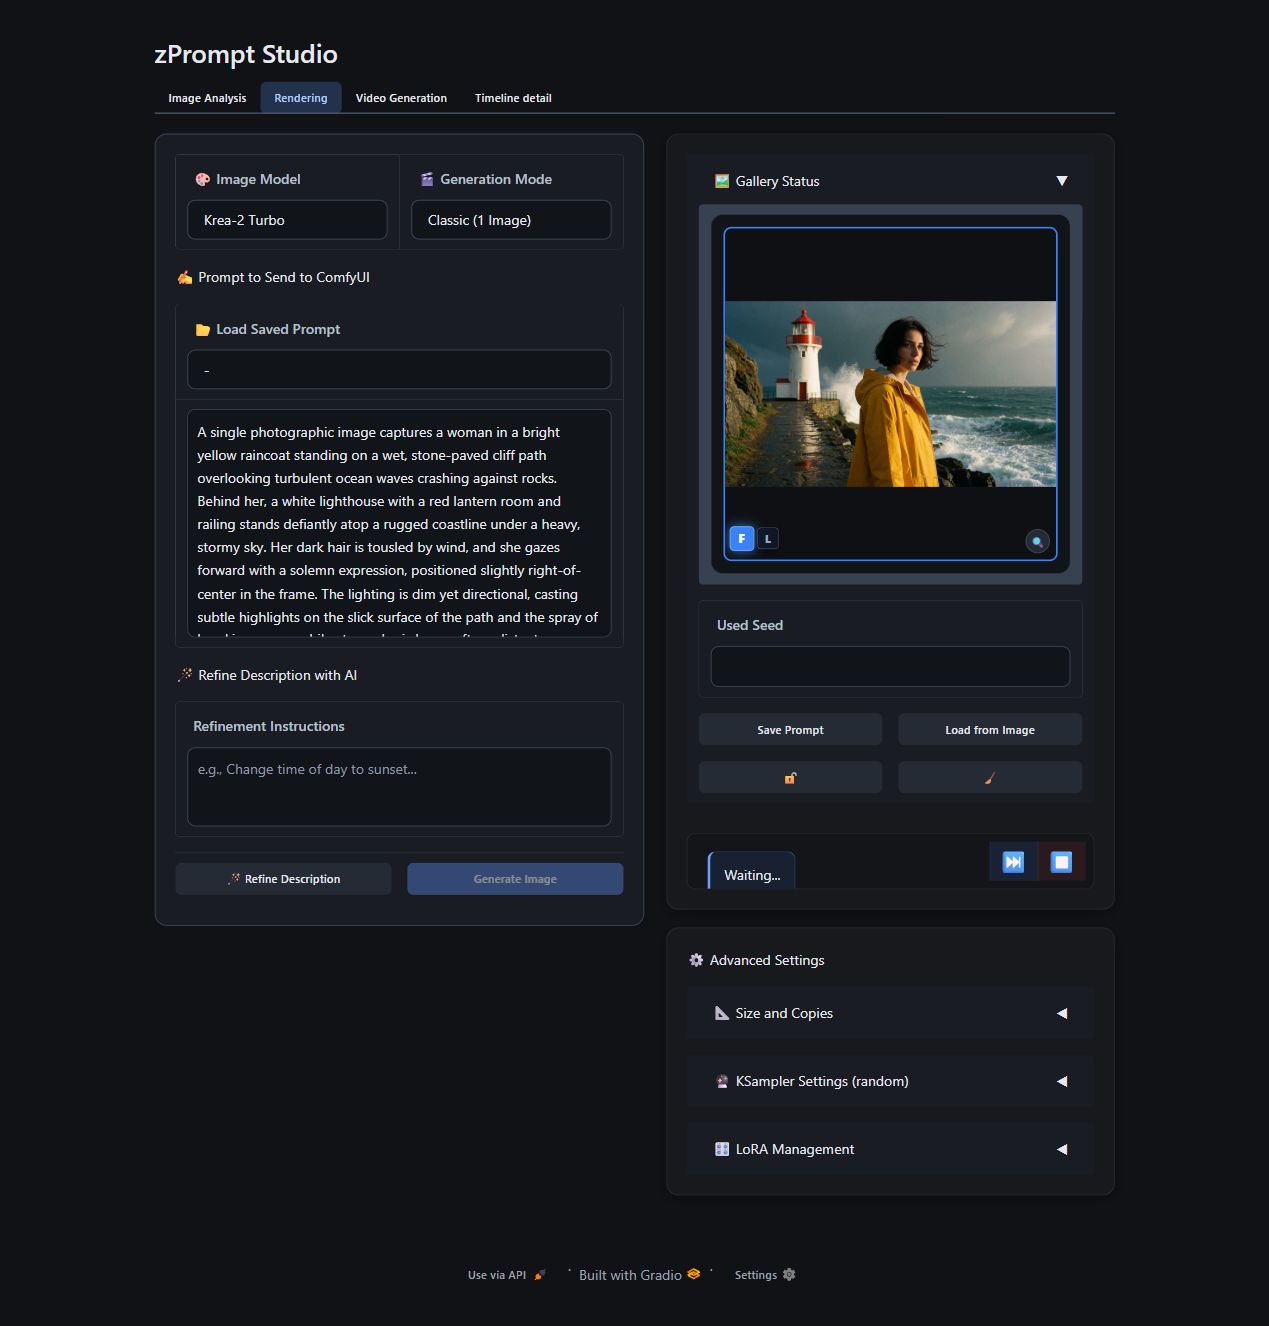 zPrompt Studio
Image Analysis
Rendering
Video Generation
Timeline detail
Image Model
Krea-2 Turbo
Generation Mode
Classic (1 Image)
Prompt to Send to ComfyUI
Load Saved Prompt
-
A single photographic image captures a woman in a bright
yellow raincoat standing on a wet, stone-paved cliff path
overlooking turbulent ocean waves crashing against rocks.
Behind her, a white lighthouse with a red lantern room and
railing stands defiantly atop a rugged coastline under a heavy,
stormy sky. Her dark hair is tousled by wind, and she gazes
forward with a solemn expression, positioned slightly right-of-
center in the frame. The lighting is dim yet directional, casting
subtle highlights on the slick surface of the path and the spray of
Refine Description with AI
Refinement Instructions
e.g., Change time of day to sunset...
Refine Description
Generate Image
Gallery Status
F
L
Used Seed
Save Prompt
Load from Image
Waiting...
Advanced Settings
Size and Copies
KSampler Settings (random)
LoRA Management
Use via API
·
Built with Gradio
·
Settings